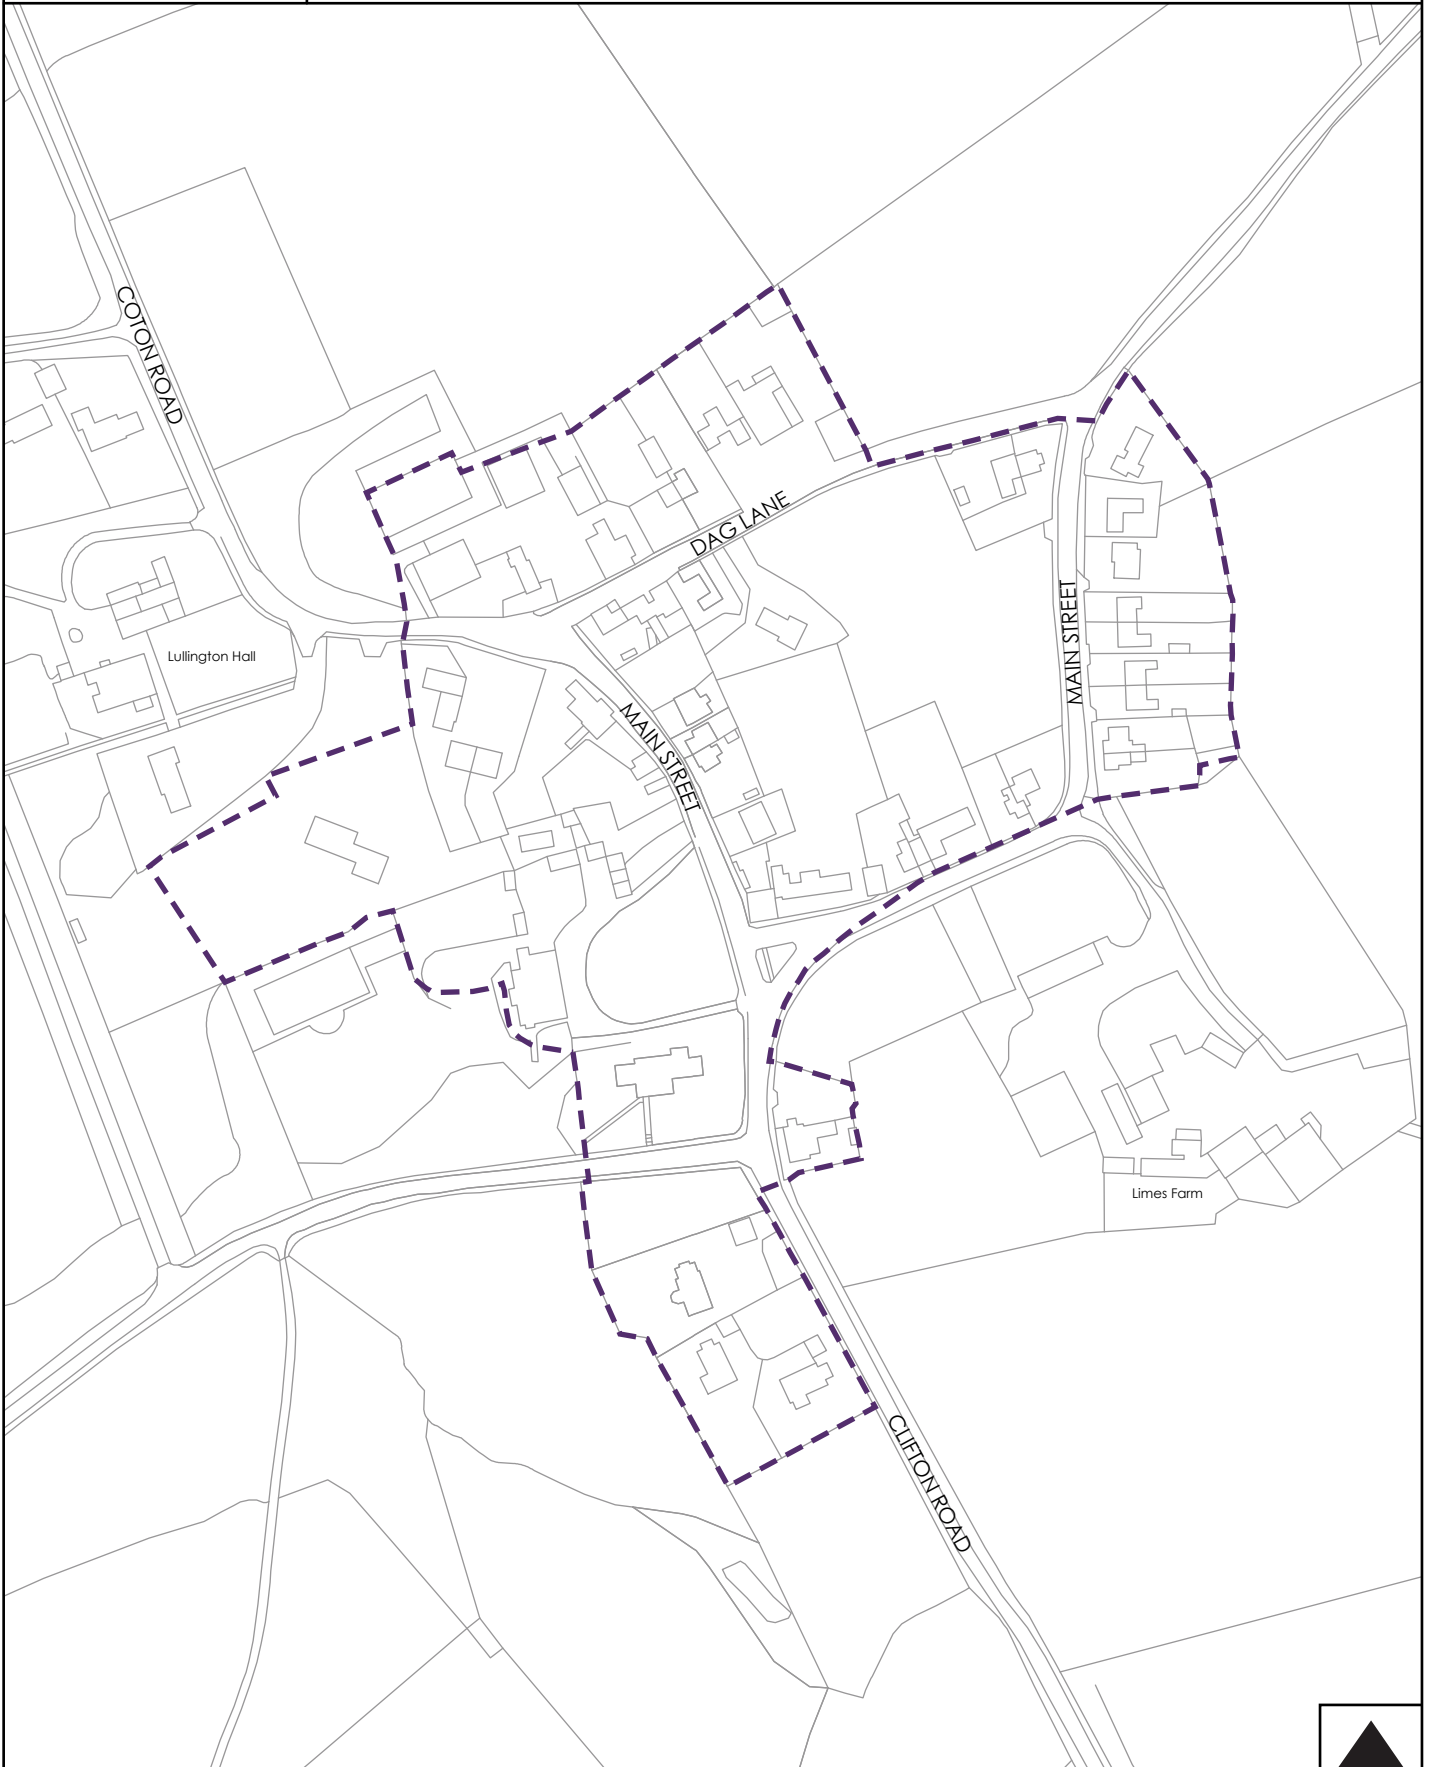 COTON ROAD
DAG LANE
MAIN STREET
Lullington Hall
MAIN STREET
Limes Farm
CLIFTON ROAD